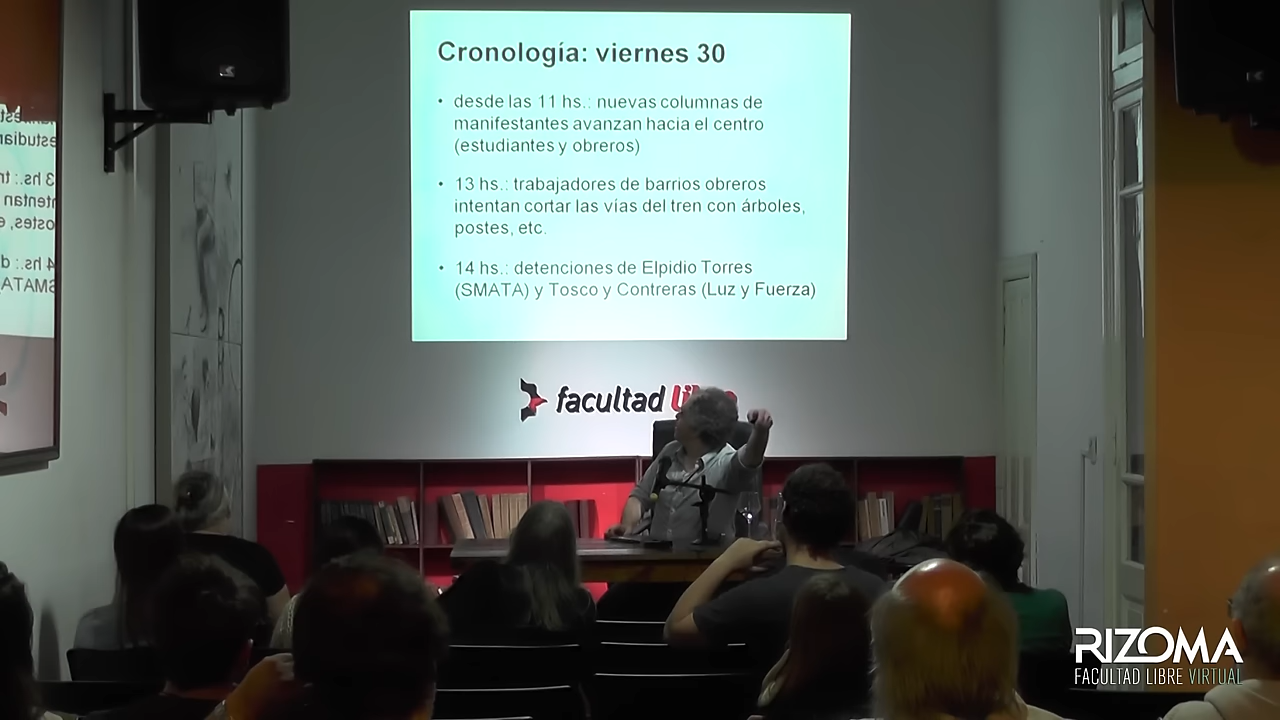 Cronología: viernes 30
• desde las 11 hs.: nuevas columnas de
manifestantes avanzan hacia el centro
(estudiantes y obreros)
• 13 hs.: trabajadores de barrios obreros
intentan cortar las vías del tren con árboles,
postes, etc.
• 14 hs.: detenciones de Elpidio Torres
(SMATA) y Tosco y Contreras (Luz y Fuerza)
facultad
RIZOMA
FACULTAD LIBRE VIRTUAL